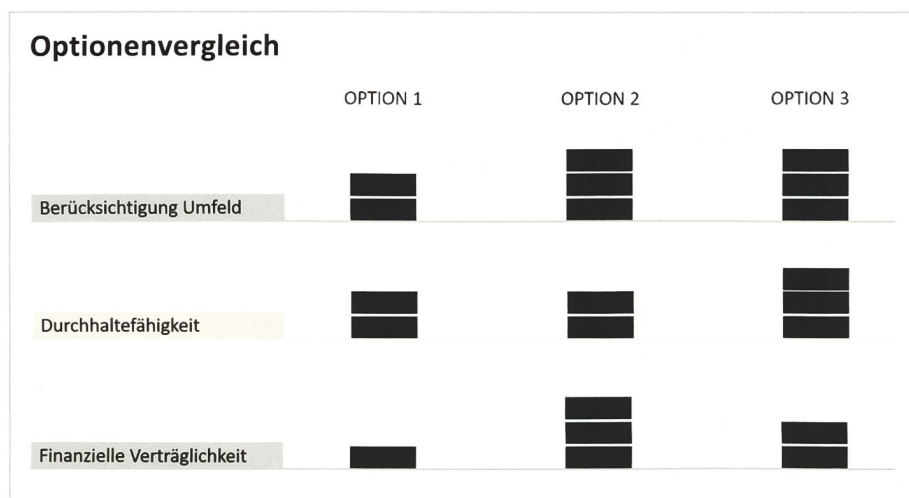 Optionenvergleich
OPTION 1 OPTION 2 OPTION 3
Berücksichtigung Umfeld
Durchhaltefähigkeit
Finanzielle Verträglichkeit